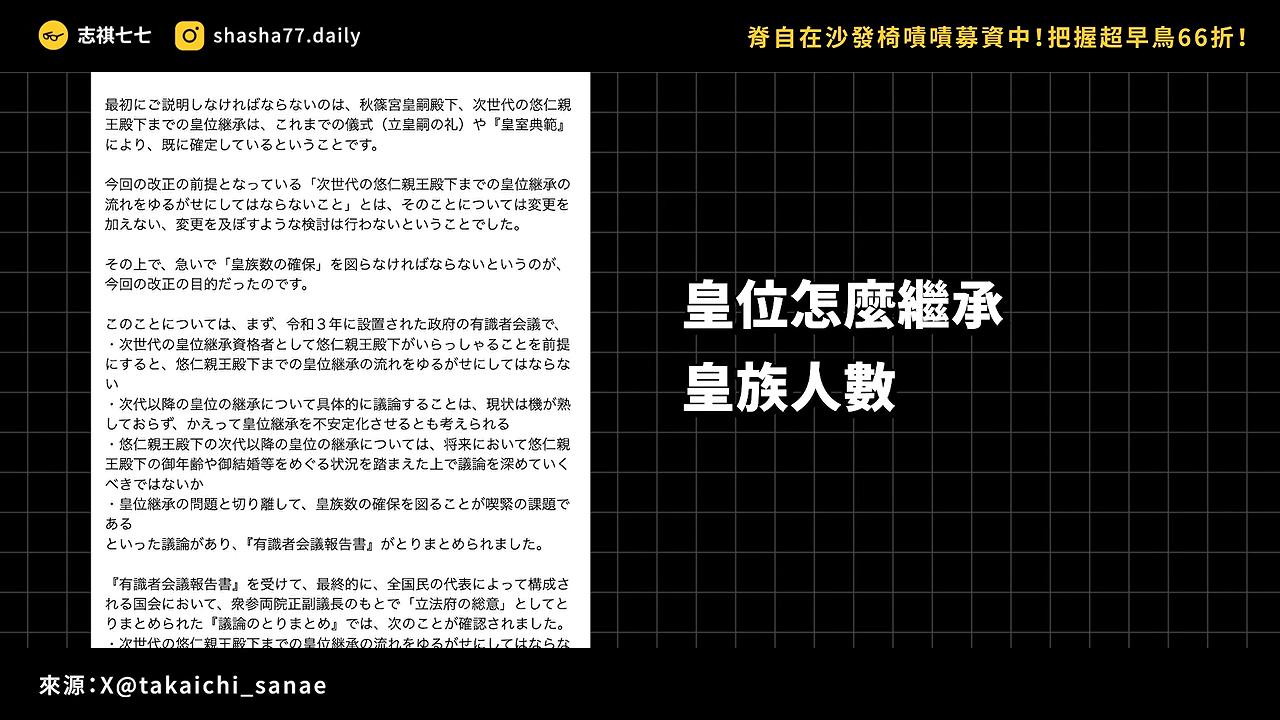 志祺七七
shasha77.daily
脊自在沙發椅嘖嘖募資中!把握超早鳥66折!
最初にご説明しなければならないのは、秋篠宮皇嗣殿下、次世代の悠仁親
王殿下までの皇位継承は、これまでの儀式（立皇嗣の礼）や『皇室典範』
により、既に確定しているということです。
今回の改正の前提となっている「次世代の悠仁親王殿下までの皇位継承の
流れをゆるがせにしてはならないこと」とは、そのことについては変更を
加えない、変更を及ぼすような検討は行わないということでした。
その上で、急いで「皇族数の確保」を図らなければならないというのが、
今回の改正の目的だったのです。
このことについては、まず、令和３年に設置された政府の有識者会議で、
・次世代の皇位継承資格者として悠仁親王殿下がいらっしゃることを前提
にすると、悠仁親王殿下までの皇位継承の流れをゆるがせにしてはならな
い
・次代以降の皇位の継承について具体的に議論することは、現状は機が熟
しておらず、かえって皇位継承を不安定化させるとも考えられる
・悠仁親王殿下の次代以降の皇位の継承については、将来において悠仁親
王殿下の御年齢や御結婚等をめぐる状況を踏まえた上で議論を深めていく
べきではないか
・皇位継承の問題と切り離して、皇族数の確保を図ることが喫緊の課題で
ある
といった議論があり、『有識者会議報告書』がとりまとめられました。
『有識者会議報告書』を受けて、最終的に、全国民の代表によって構成さ
れる国会において、衆参両院正副議長のもとで「立法府の総意」としてと
りまとめられた『議論のとりまとめ』では、次のことが確認されました。
・次世代の悠仁親王殿下までの皇位継承の流れをゆるがせにしてはならな
皇位怎麼繼承
皇族人數
來源：X@takaichi_sanae